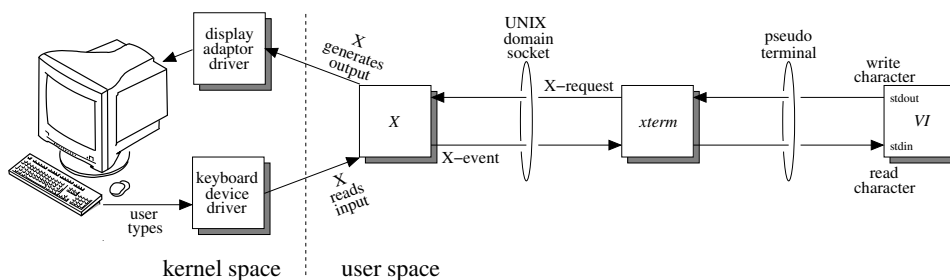 display
adaptor
driver
X
generates
output
UNIX
domain
socket
pseudo
terminal
write
character
X−request
stdout
X
xterm
VI
stdin
X−event
read
character
keyboard
device
driver
X
reads
input
user
types
kernel space
user space